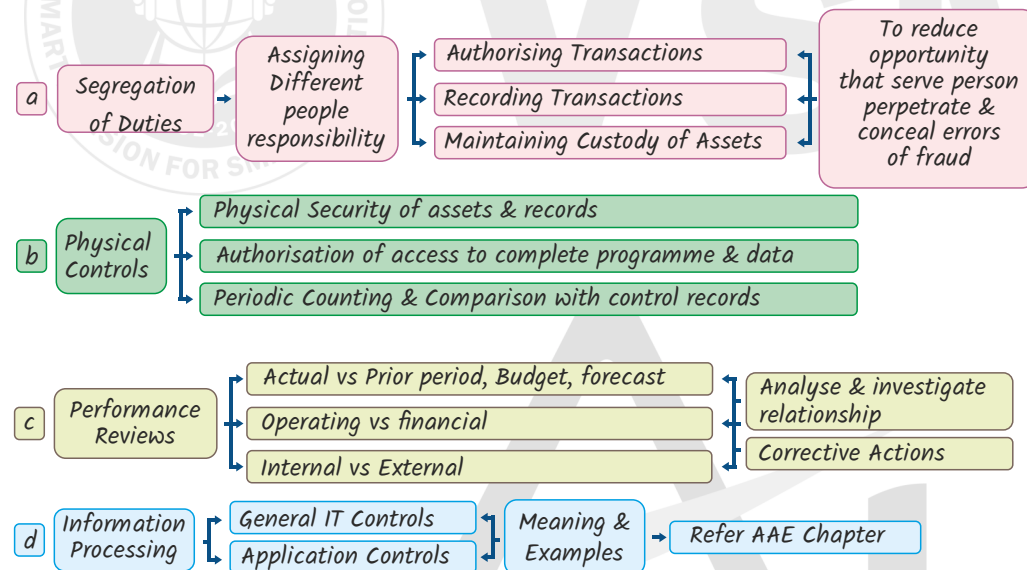 a
Segregation
of Duties
Assigning
Different
people
responsibility
Authorising Transactions
Recording Transactions
Maintaining Custody of Assets
To reduce
opportunity
that serve person
perpetrate &
conceal errors
of fraud
b
Physical
Controls
Physical Security of assets & records
Authorisation of access to complete programme & data
Periodic Counting & Comparison with control records
c
Performance
Reviews
Actual vs Prior period, Budget, forecast
Operating vs financial
Internal vs External
Analyse & investigate
relationship
Corrective Actions
d
Information
Processing
General IT Controls
Application Controls
Meaning &
Examples
Refer AAE Chapter